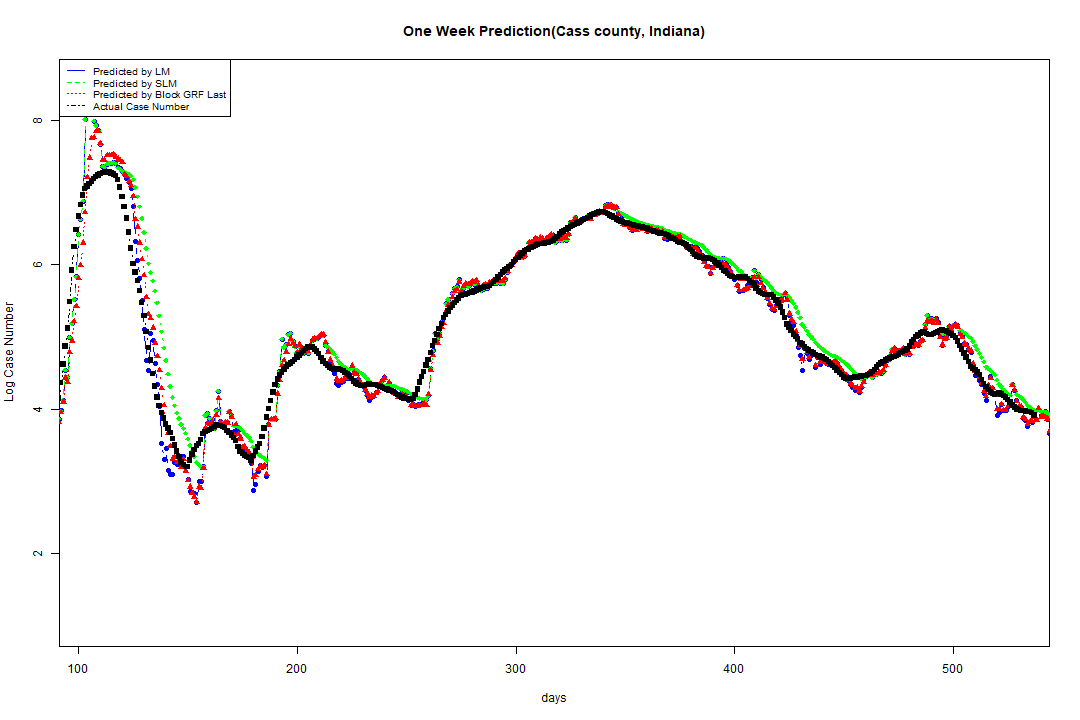 One Week Prediction(Cass county, Indiana)
Predicted by LM
Predicted by SLM
Predicted by Block GRF Last
Actual Case Number
8
6
4
2
Log Case Number
100 200 300 400 500
days